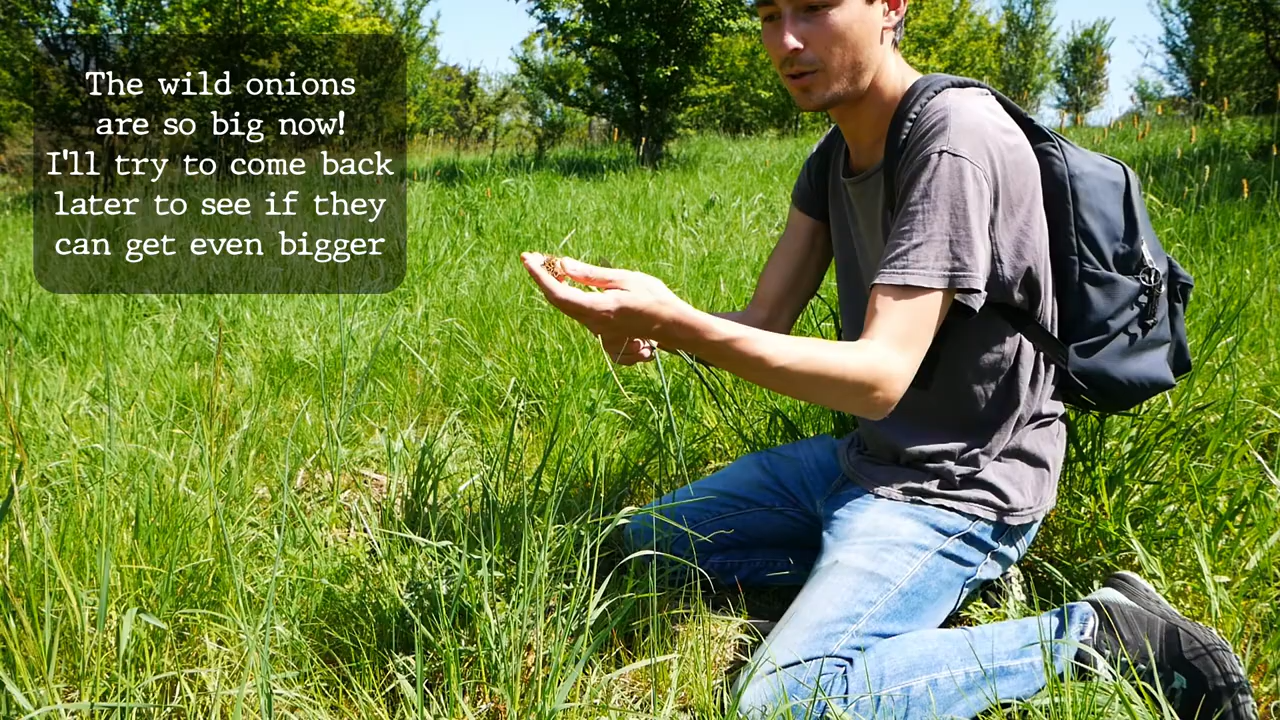 The wild onions
are so big now!
I'll try to come back
later to see if they
can get even bigger